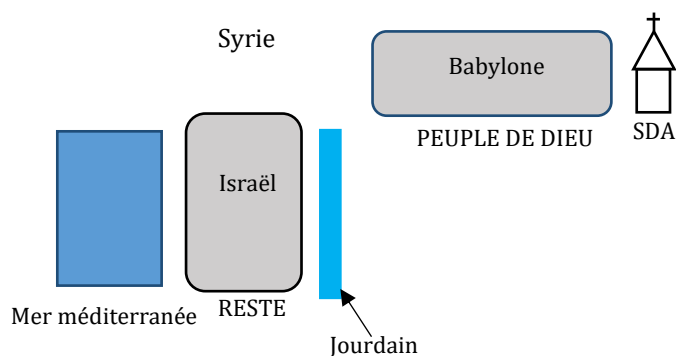 Syrie
Babylone
PEUPLE DE DIEU
SDA
Israël
RESTE
Mer méditerranée
Jourdain